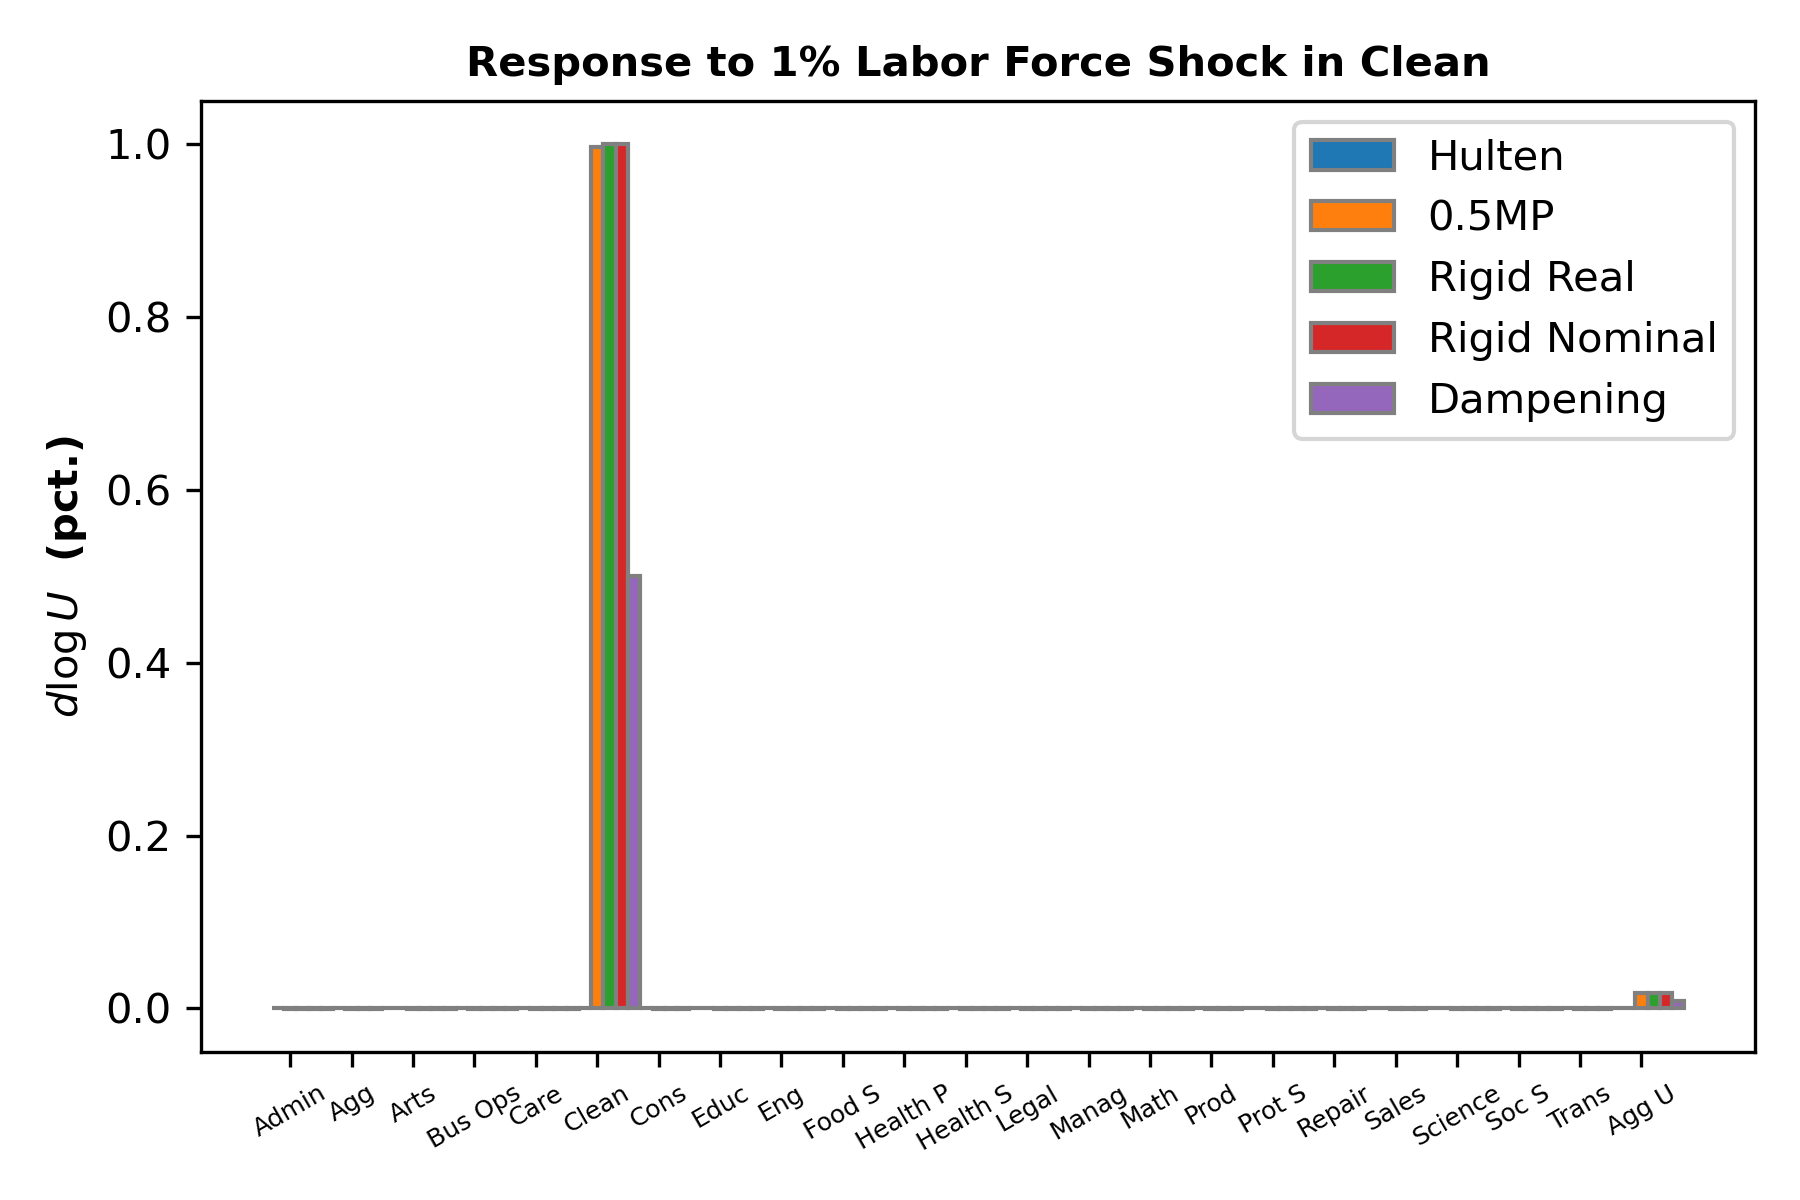 Response to 1% Labor Force Shock in Clean
Hulten
0.5MP
Rigid Real
Rigid Nominal
Dampening
1.0
0.8
0.6
0.4
0.2
0.0
d log U (pct.)
Admin
Agg
Arts
Bus Ops
Care
Clean
Cons
Educ
Eng
Food S
Health P
Health S
Legal
Manag
Math
Prod
Prot S
Repair
Sales
Science
Soc S
Trans
Agg U